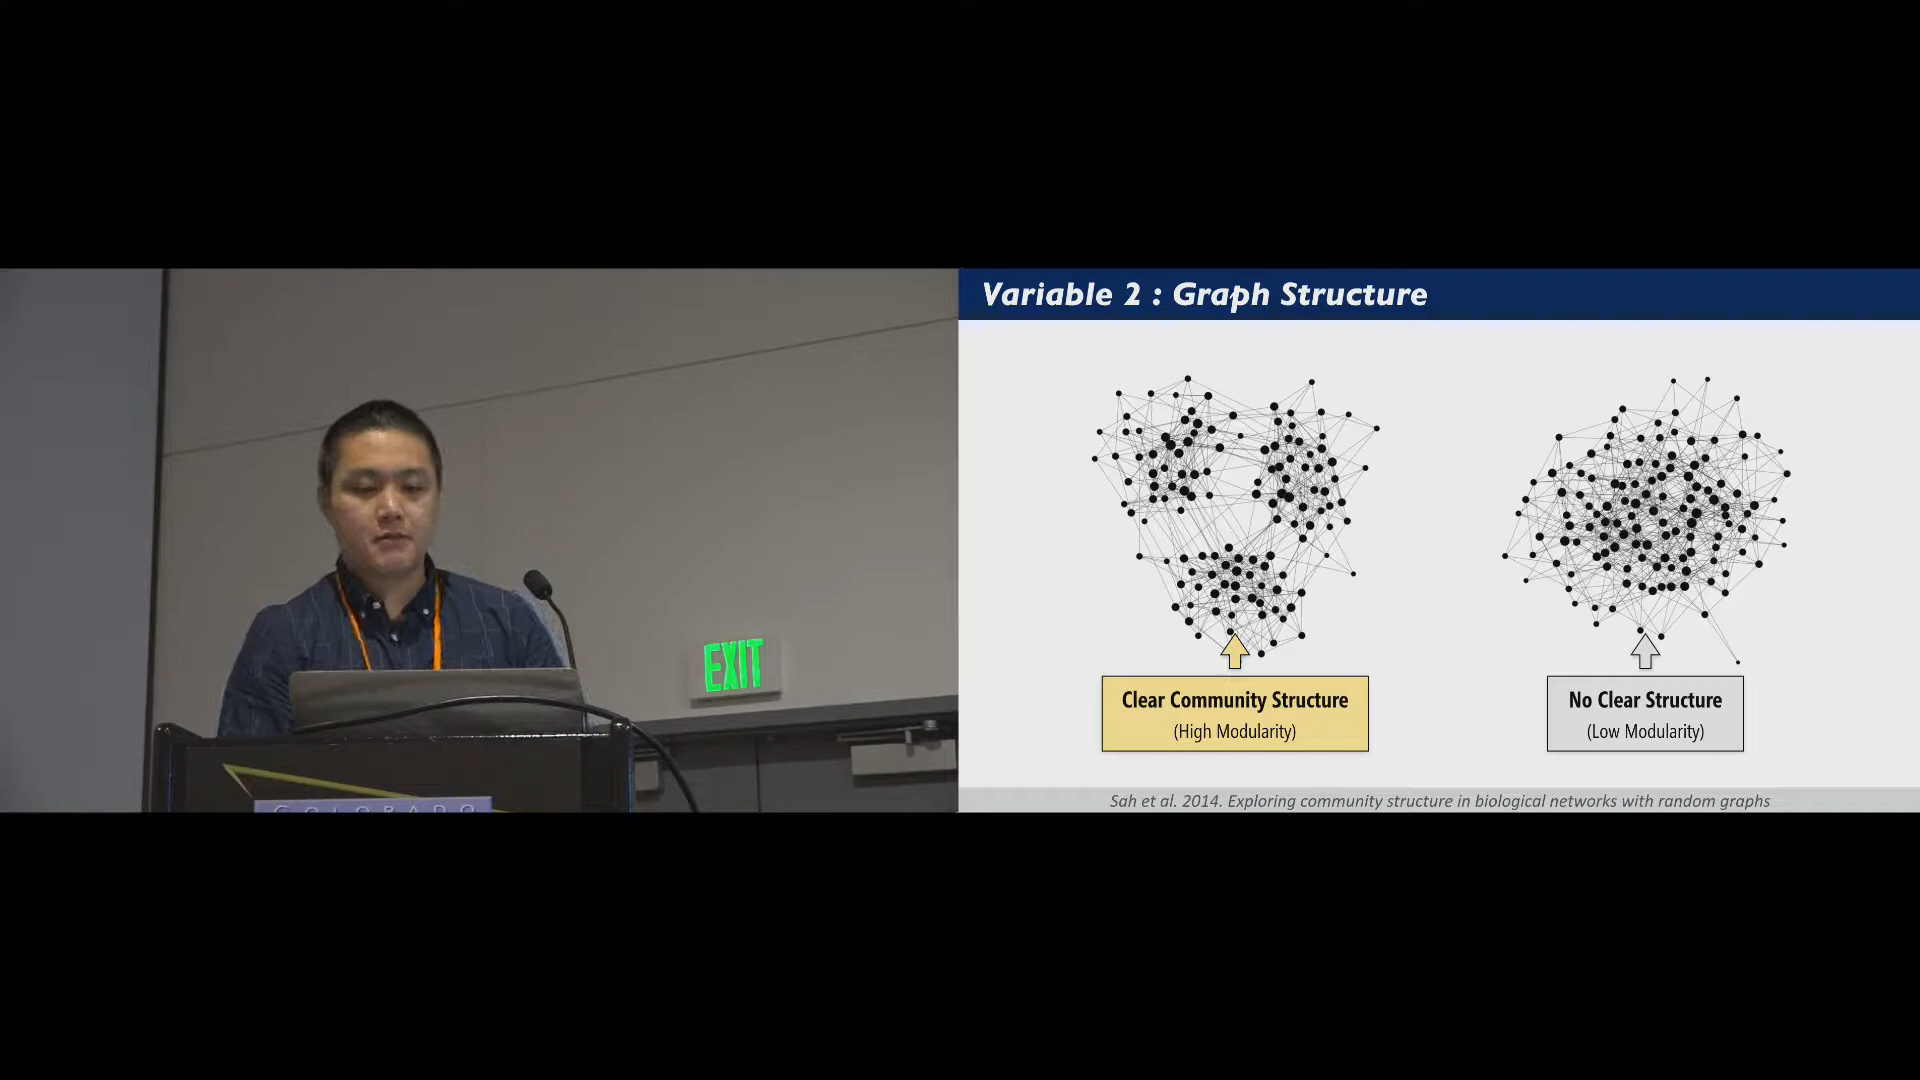 Variable 2 : Graph Structure
Clear Community Structure
(High Modularity)
No Clear Structure
(Low Modularity)
Sah et al. 2014. Exploring community structure in biological networks with random graphs
EXIT
COLORADO